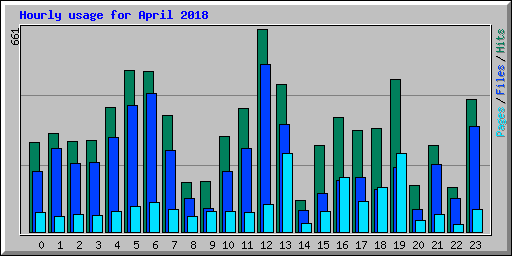 Hourly usage for April 2018
661
Pages/Files/Hits
0 1 2 3 4 5 6 7 8 9 10 11 12 13 14 15 16 17 18 19 20 21 22 23